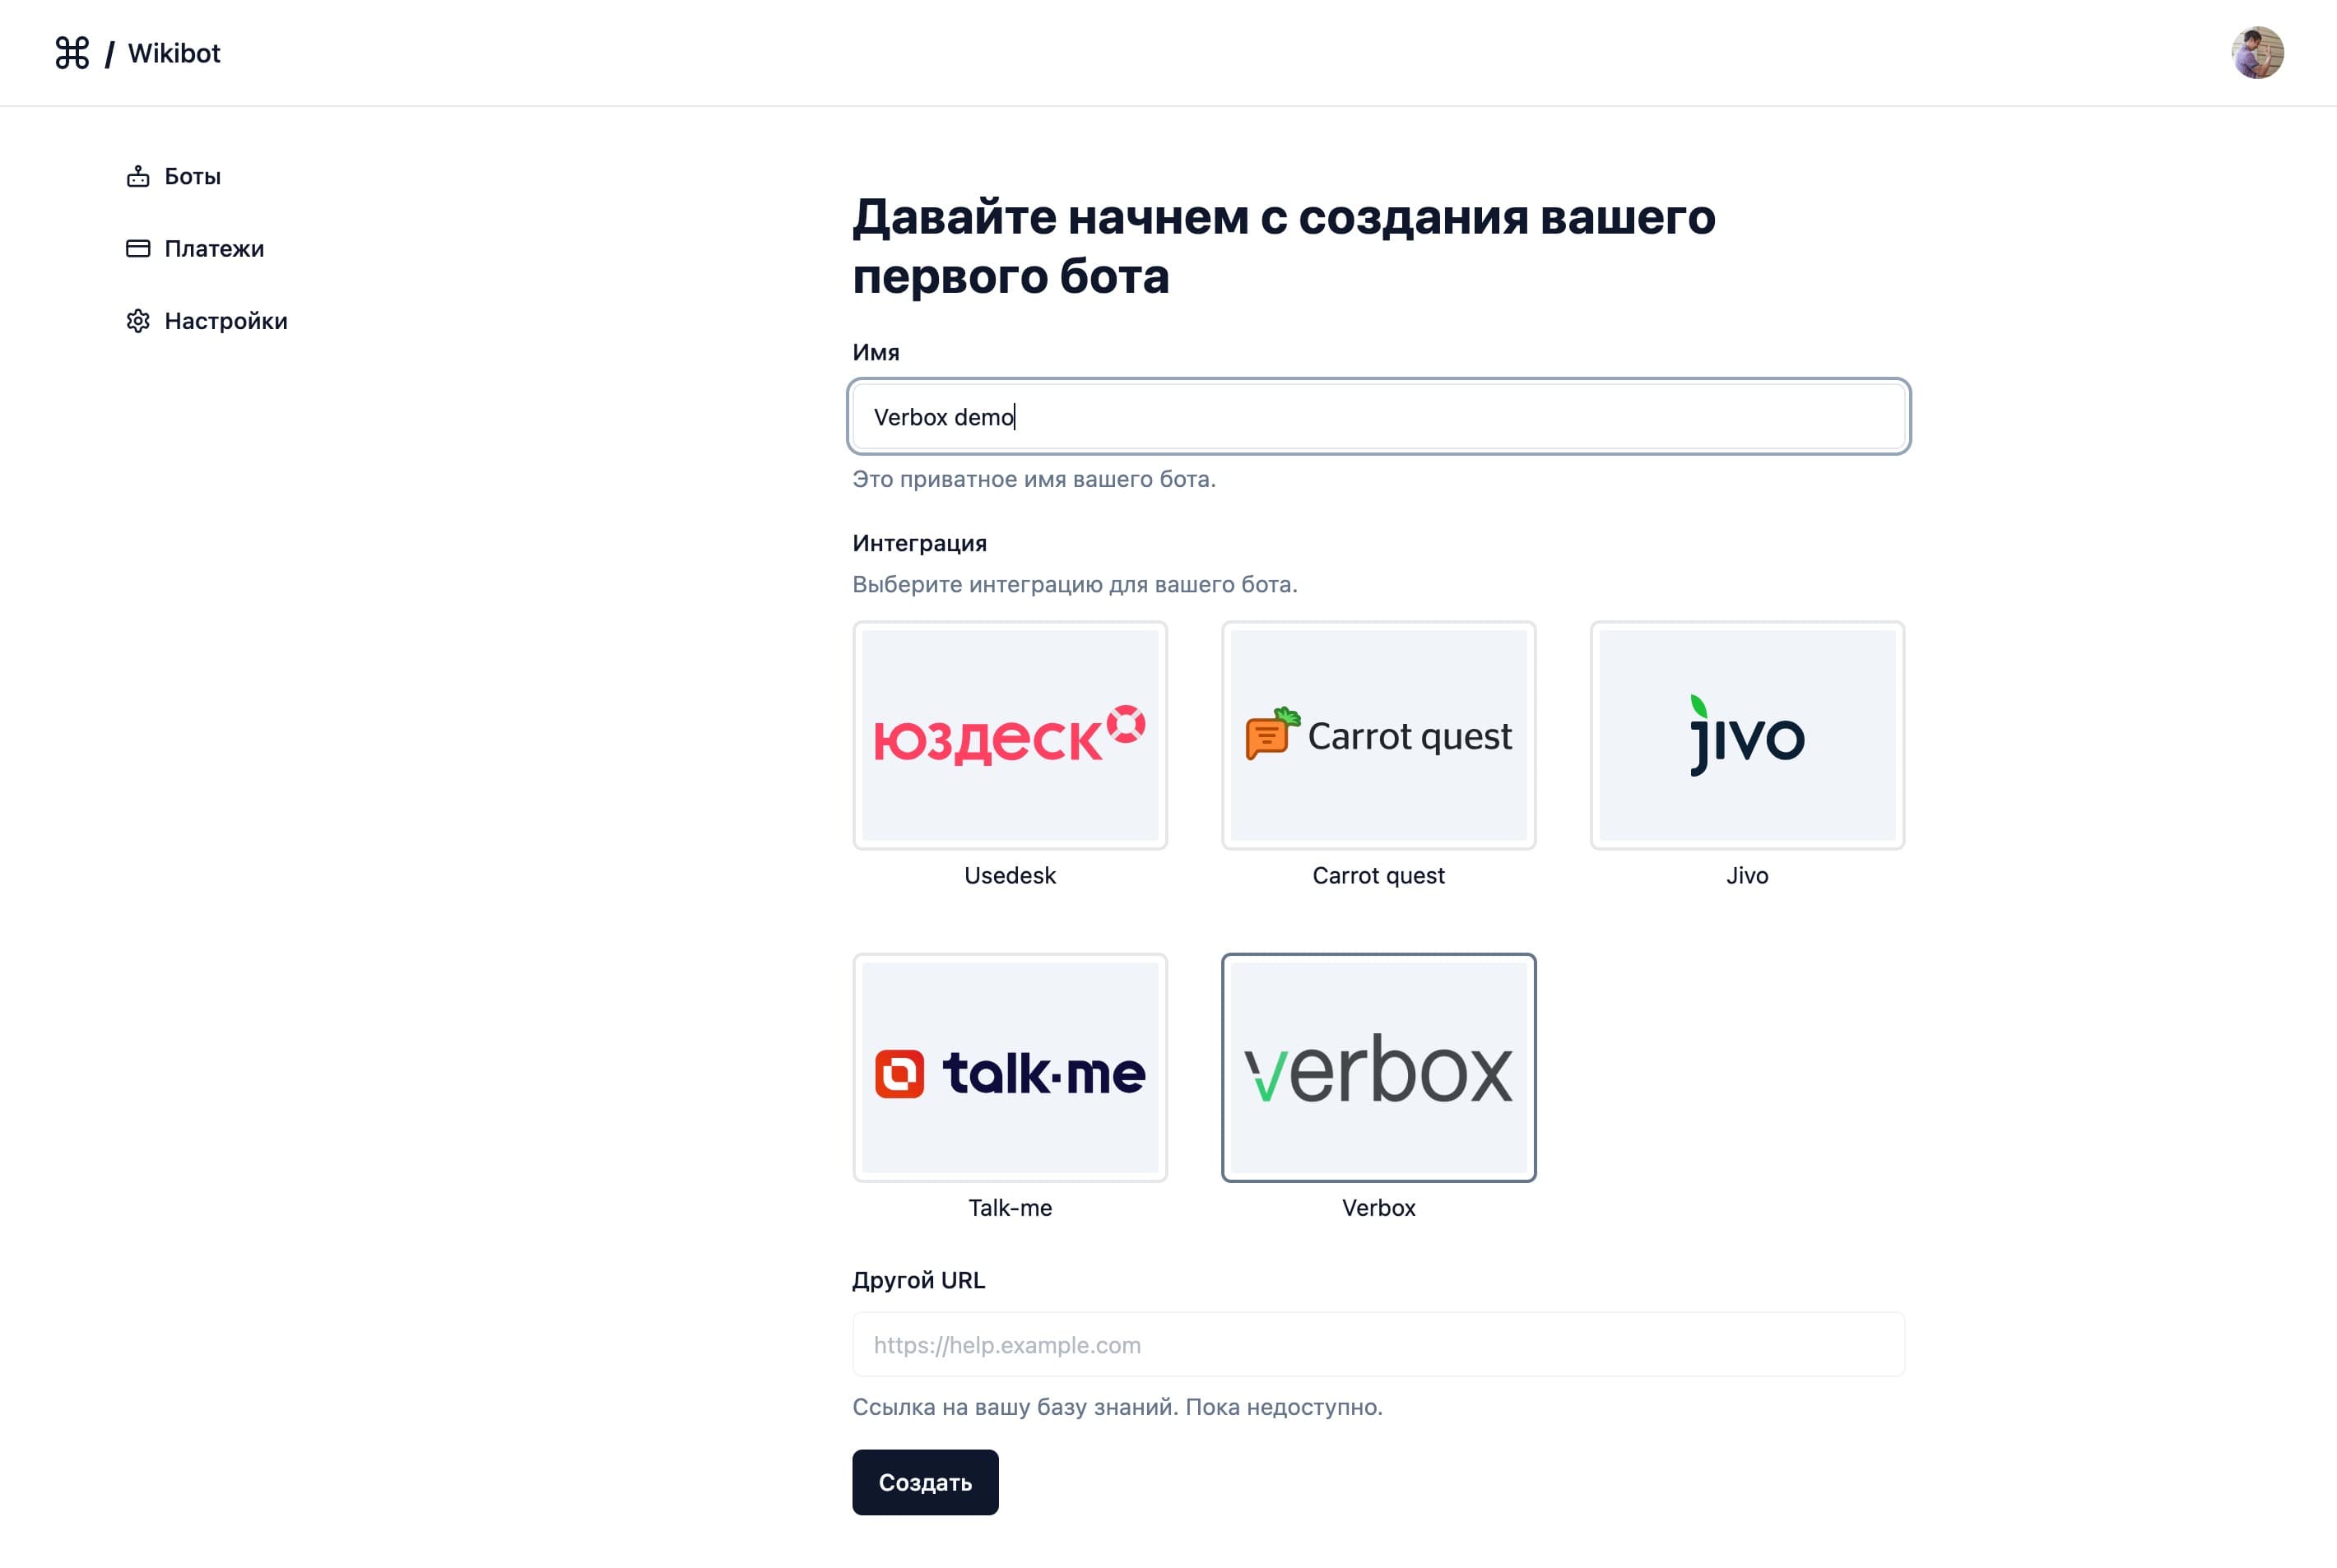 / Wikibot
Боты
Платежи
Настройки
Давайте начнем с создания вашего
первого бота
Имя
Verbox demo
Это приватное имя вашего бота.
Интеграция
Выберите интеграцию для вашего бота.
юздеск
Carrot quest
jivo
Usedesk
Carrot quest
Jivo
talk·me
verbox
Talk-me
Verbox
Другой URL
https://help.example.com
Ссылка на вашу базу знаний. Пока недоступно.
Создать